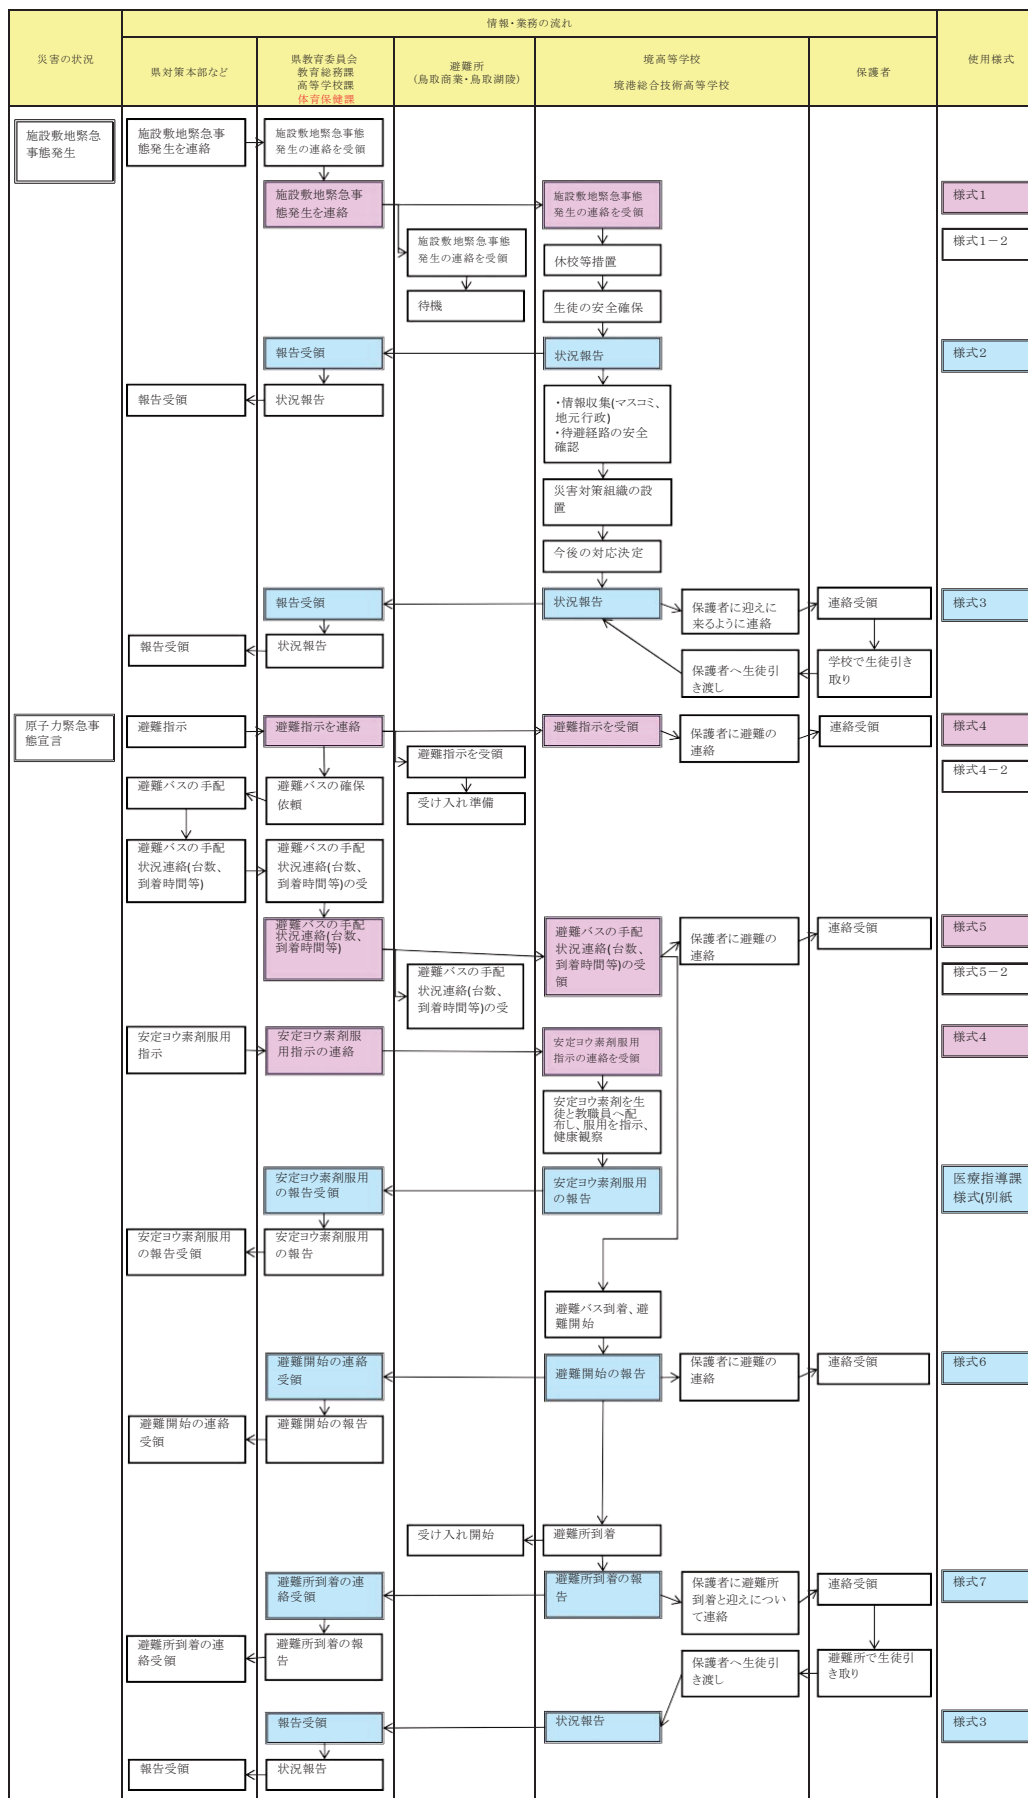 情報・業務の流れ
災害の状況
県対策本部など
県教育委員会
教育総務課
高等学校課
体育保健課
避難所
(鳥取商業・鳥取湖陵)
境高等学校
境港総合技術高等学校
保護者
使用様式
施設敷地緊急事
態発生
施設敷地緊急事
態発生を連絡
施設敷地緊急事態
発生の連絡を受領
施設敷地緊急事
態発生を連絡
施設敷地緊急事態
発生の連絡を受領
様式1
施設敷地緊急事態
発生の連絡を受領
休校等措置
様式1-2
待機
生徒の安全確保
報告受領
状況報告
様式2
報告受領
状況報告
・情報収集(マスコミ、
地元行政)
・待避経路の安全
確認
災害対策組織の設
置
今後の対応決定
報告受領
状況報告
保護者に迎えに
来るように連絡
連絡受領
様式3
報告受領
状況報告
保護者へ生徒引
き渡し
学校で生徒引き
取り
原子力緊急事
態宣言
避難指示
避難指示を連絡
避難指示を受領
保護者に避難の
連絡
連絡受領
様式4
避難指示を受領
様式4-2
避難バスの手配
避難バスの確保
依頼
受け入れ準備
避難バスの手配
状況連絡(台数、
到着時間等)
避難バスの手配
状況連絡(台数、
到着時間等)の受
避難バスの手配
状況連絡(台数、
到着時間等)
避難バスの手配
状況連絡(台数、
到着時間等)の受
領
保護者に避難の
連絡
連絡受領
様式5
避難バスの手配
状況連絡(台数、
到着時間等)の受
様式5-2
安定ヨウ素剤服用
指示
安定ヨウ素剤服
用指示の連絡
安定ヨウ素剤服用
指示の連絡を受領
様式4
安定ヨウ素剤を生
徒と教職員へ配
布し、服用を指示、
健康観察
安定ヨウ素剤服用
の報告受領
安定ヨウ素剤服用
の報告
医療指導課
様式(別紙
安定ヨウ素剤服用
の報告受領
安定ヨウ素剤服用
の報告
避難バス到着、避
難開始
避難開始の連絡
受領
避難開始の報告
保護者に避難の
連絡
連絡受領
様式6
避難開始の連絡
受領
避難開始の報告
受け入れ開始
避難所到着
避難所到着の連
絡受領
避難所到着の報
告
保護者に避難所
到着と迎えについ
て連絡
連絡受領
様式7
避難所到着の連
絡受領
避難所到着の報
告
保護者へ生徒引
き渡し
避難所で生徒引
き取り
報告受領
状況報告
様式3
報告受領
状況報告